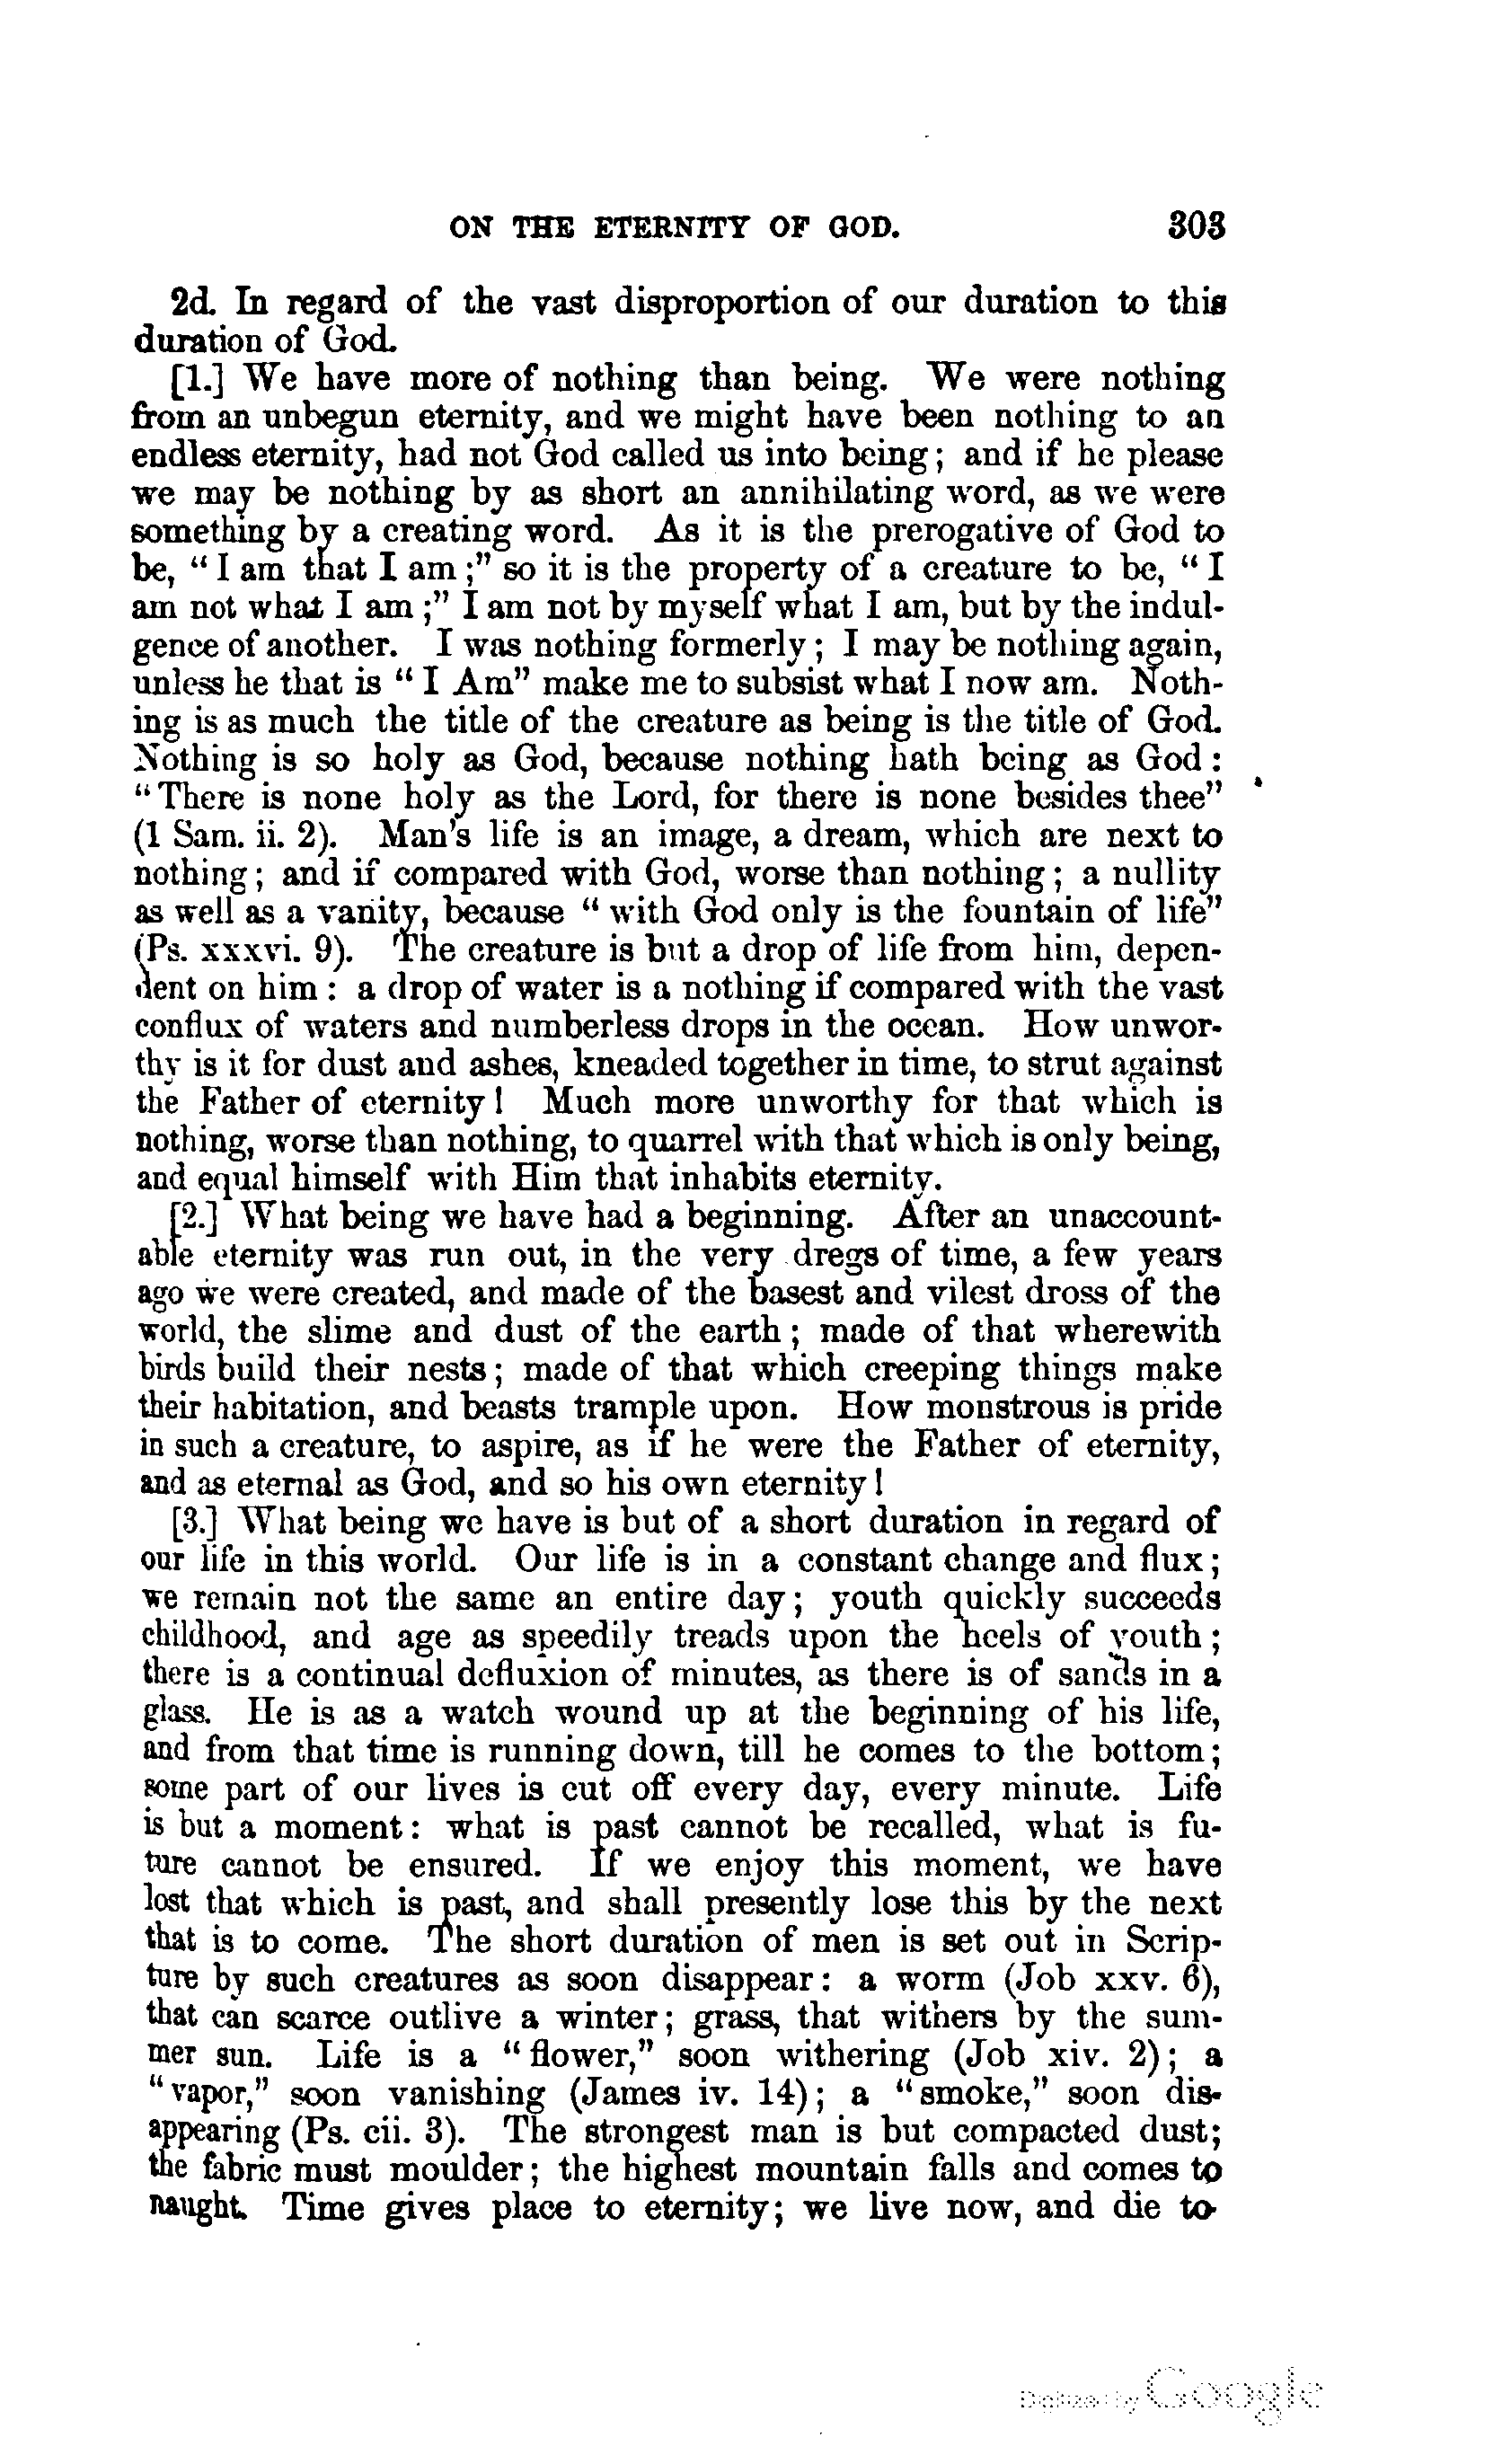 ON THE ETERNITY OF GOD. 303
2d. In regard of the vast disproportion of our duration to this
duration of God.
[1.] We have more of nothing than being. We were nothing
from an unbegun eternity, and we might have been nothing to an
endless eternity, had not God called us into being; and if he please
we may be nothing by as short an annihilating word, as we were
something by a creating word. As it is the prerogative of God to
be, "I am that I am;" so it is the property of a creature to be, "I
am not what I am;" I am not by myself what I am, but by the indul-
gence of another. I was nothing formerly; I may be nothing again,
unless he that is "I Am" make me to subsist what I now am. Noth-
ing is as much the title of the creature as being is the title of God.
Nothing is so holy as God, because nothing hath being as God:
"There is none holy as the Lord, for there is none besides thee"
(1 Sam. ii. 2). Man's life is an image, a dream, which are next to
nothing; and if compared with God, worse than nothing; a nullity
as well as a vanity, because "with God only is the fountain of life"
(Ps. xxxvi. 9). The creature is but a drop of life from him, depen-
dent on him: a drop of water is a nothing if compared with the vast
conflux of waters and numberless drops in the ocean. How unwor-
thy is it for dust and ashes, kneaded together in time, to strut against
the Father of eternity! Much more unworthy for that which is
nothing, worse than nothing, to quarrel with that which is only being,
and equal himself with Him that inhabits eternity.
[2.] What being we have had a beginning. After an unaccount-
able eternity was run out, in the very dregs of time, a few years
ago we were created, and made of the basest and vilest dross of the
world, the slime and dust of the earth; made of that wherewith
birds build their nests; made of that which creeping things make
their habitation, and beasts trample upon. How monstrous is pride
in such a creature, to aspire, as if he were the Father of eternity,
and as eternal as God, and so his own eternity!
[3.] What being we have is but of a short duration in regard of
our life in this world. Our life is in a constant change and flux;
we remain not the same an entire day; youth quickly succeeds
childhood, and age as speedily treads upon the heels of youth;
there is a continual defluxion of minutes, as there is of sands in a
glass. He is as a watch wound up at the beginning of his life,
and from that time is running down, till he comes to the bottom;
some part of our lives is cut off every day, every minute. Life
is but a moment: what is past cannot be recalled, what is fu-
ture cannot be ensured. If we enjoy this moment, we have
lost that which is past, and shall presently lose this by the next
that is to come. The short duration of men is set out in Scrip-
ture by such creatures as soon disappear: a worm (Job xxv. 6),
that can scarce outlive a winter; grass, that withers by the sum-
mer sun. Life is a "flower," soon withering (Job xiv. 2); a
"vapor," soon vanishing (James iv. 14); a "smoke," soon dis-
appearing (Ps. cii. 3). The strongest man is but compacted dust;
the fabric must moulder; the highest mountain falls and comes to
naught. Time gives place to eternity; we live now, and die to-
Digitized by Google